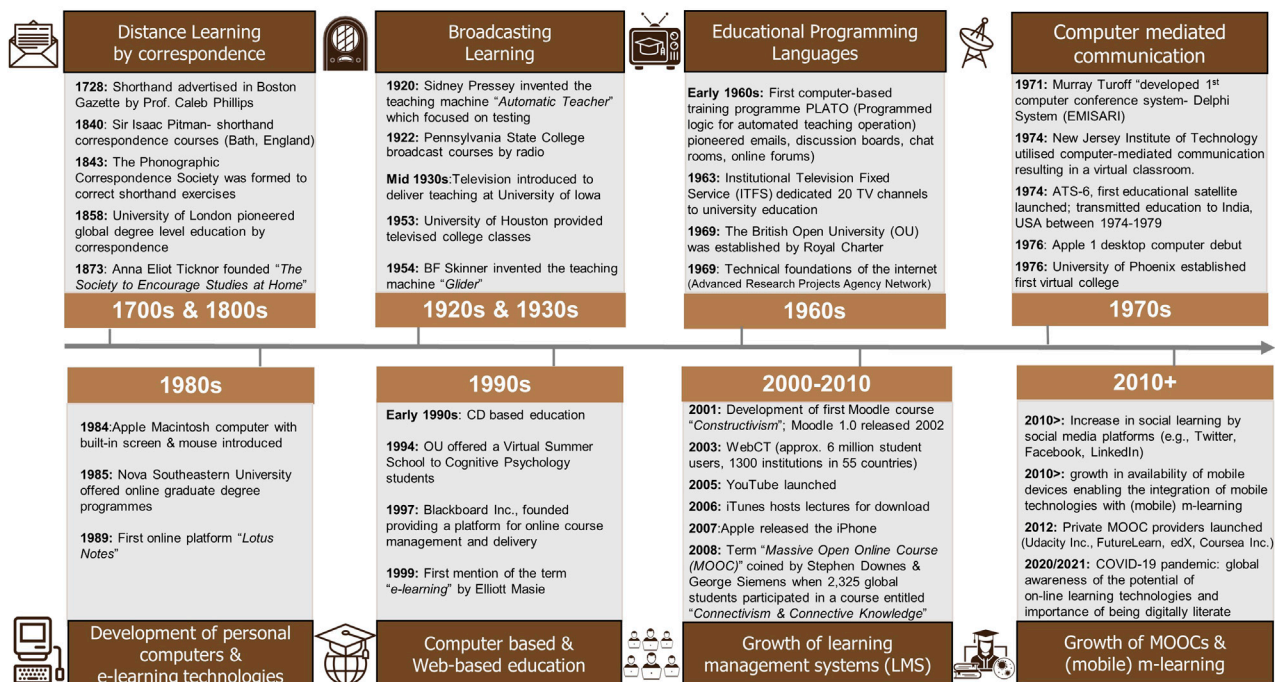 Distance Learning
by correspondence
1728: Shorthand advertised in Boston
Gazette by Prof. Caleb Phillips
1840: Sir Isaac Pitman- shorthand
correspondence courses (Bath, England)
1843: The Phonographic
Correspondence Society was formed to
correct shorthand exercises
1858: University of London pioneered
global degree level education by
correspondence
1873: Anna Eliot Ticknor founded “The
Society to Encourage Studies at Home”
1700s & 1800s
Broadcasting
Learning
1920: Sidney Pressey invented the
teaching machine “Automatic Teacher”
which focused on testing
1922: Pennsylvania State College
broadcast courses by radio
Mid 1930s:Television introduced to
deliver teaching at University of Iowa
1953: University of Houston provided
televised college classes
1954: BF Skinner invented the teaching
machine “Glider”
1920s & 1930s
Educational Programming
Languages
Early 1960s: First computer-based
training programme PLATO (Programmed
logic for automated teaching operation)
pioneered emails, discussion boards, chat
rooms, online forums)
1963: Institutional Television Fixed
Service (ITFS) dedicated 20 TV channels
to university education
1969: The British Open University (OU)
was established by Royal Charter
1969: Technical foundations of the internet
(Advanced Research Projects Agency Network)
1960s
Computer mediated
communication
1971: Murray Turoff “developed 1st
computer conference system- Delphi
System (EMISARI)
1974: New Jersey Institute of Technology
utilised computer-mediated communication
resulting in a virtual classroom.
1974: ATS-6, first educational satellite
launched; transmitted education to India,
USA between 1974-1979
1976: Apple 1 desktop computer debut
1976: University of Phoenix established
first virtual college
1970s
1980s
1984:Apple Macintosh computer with
built-in screen & mouse introduced
1985: Nova Southeastern University
offered online graduate degree
programmes
1989: First online platform “Lotus
Notes”
Development of personal
computers &
e-learning technologies
1990s
Early 1990s: CD based education
1994: OU offered a Virtual Summer
School to Cognitive Psychology
students
1997: Blackboard Inc., founded
providing a platform for online course
management and delivery
1999: First mention of the term
“e-learning” by Elliott Masie
Computer based &
Web-based education
2000-2010
2001: Development of first Moodle course
“Constructivism”; Moodle 1.0 released 2002
2003: WebCT (approx. 6 million student
users, 1300 institutions in 55 countries)
2005: YouTube launched
2006: iTunes hosts lectures for download
2007:Apple released the iPhone
2008: Term “Massive Open Online Course
(MOOC)” coined by Stephen Downes &
George Siemens when 2,325 global
students participated in a course entitled
“Connectivism & Connective Knowledge”
Growth of learning
management systems (LMS)
2010+
2010>: Increase in social learning by
social media platforms (e.g., Twitter,
Facebook, LinkedIn)
2010>: growth in availability of mobile
devices enabling the integration of mobile
technologies with (mobile) m-learning
2012: Private MOOC providers launched
(Udacity Inc., FutureLearn, edX, Coursea Inc.)
2020/2021: COVID-19 pandemic: global
awareness of the potential of
on-line learning technologies and
importance of being digitally literate
Growth of MOOCs &
(mobile) m-learning